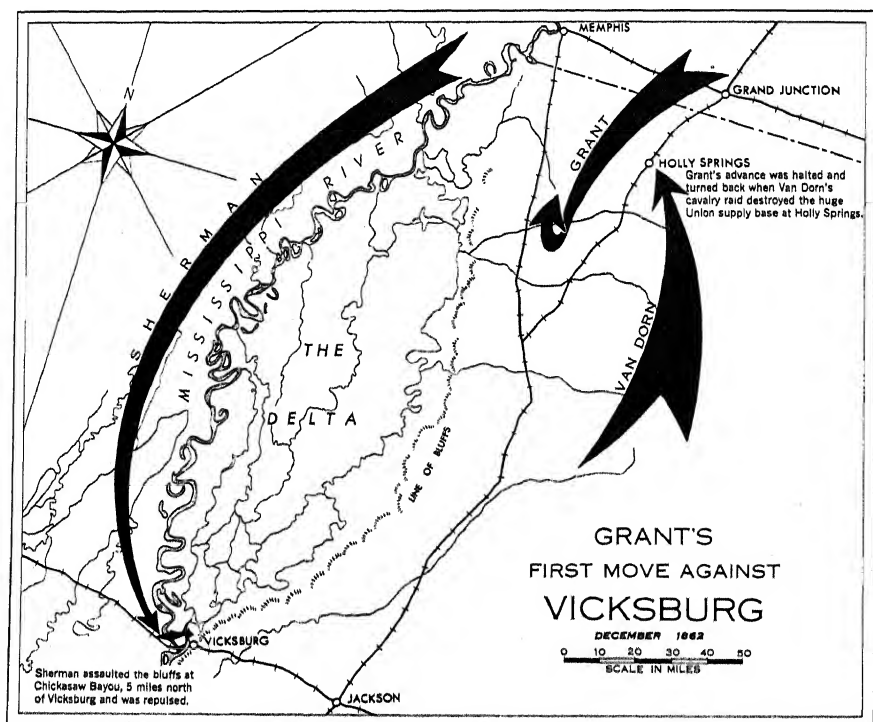 MEMPHIS
GRAND JUNCTION
N
GRANT
HOLLY SPRINGS
Grant's advance was halted and
turned back when Van Dorn's
cavalry raid destroyed the huge
Union supply base at Holly Springs.
SHERMAN
MISSISSIPPI RIVER
VAN DORN
THE
DELTA
LINE OF BLUFFS
GRANT'S
FIRST MOVE AGAINST
VICKSBURG
DECEMBER 1862
0 10 20 30 40 50
SCALE IN MILES
VICKSBURG
Sherman assaulted the bluffs at
Chickasaw Bayou, 5 miles north
of Vicksburg and was repulsed.
JACKSON